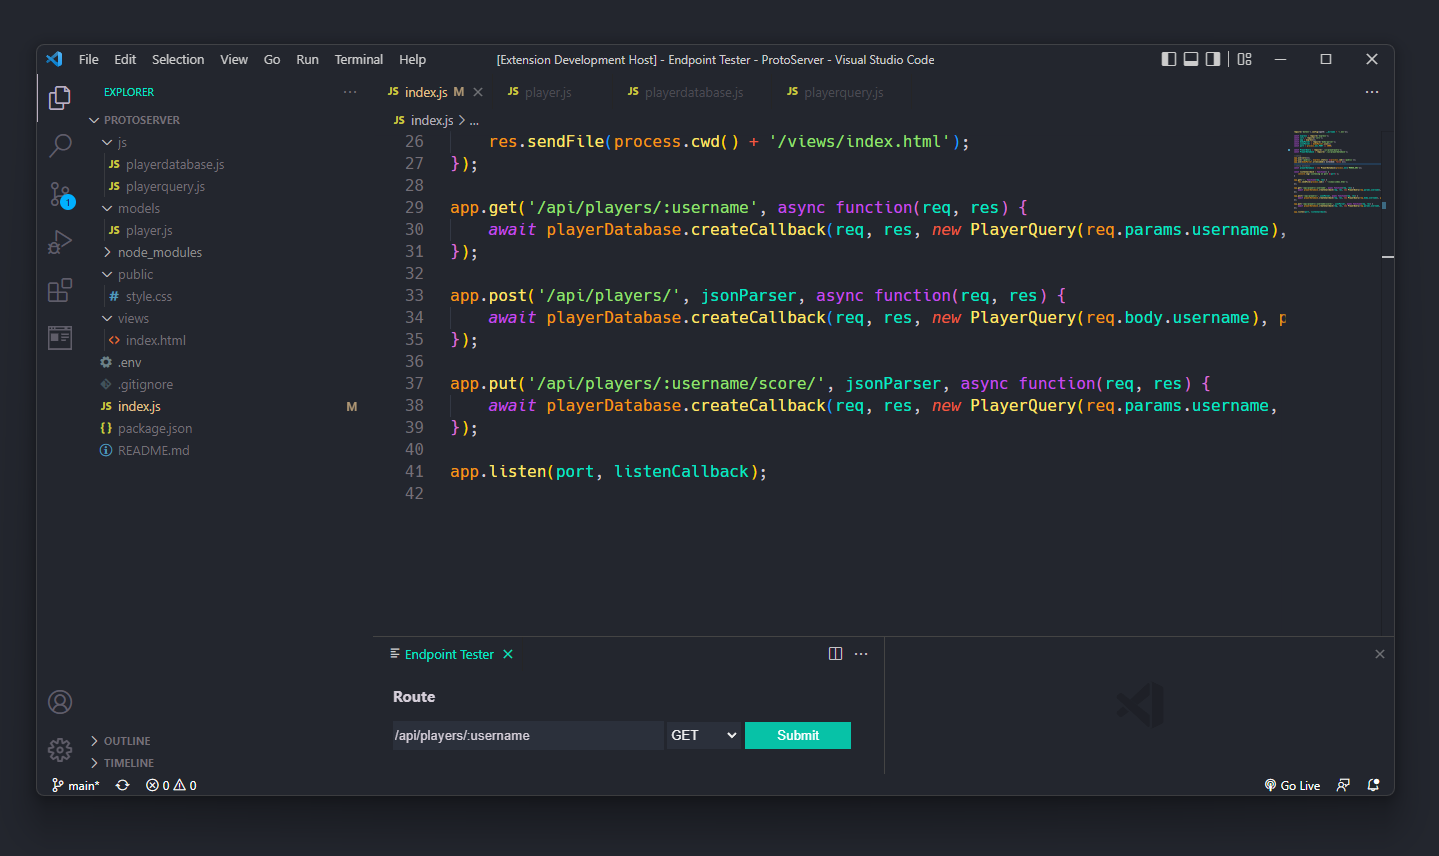 File Edit Selection View Go Run Terminal Help
[Extension Development Host] - Endpoint Tester - ProtoServer - Visual Studio Code
EXPLORER ···
PROTOSERVER
js
JS playerdatabase.js
JS playerquery.js
models
JS player.js
node_modules
public
# style.css
views
<> index.html
.env
.gitignore
JS index.js M
{} package.json
README.md
OUTLINE
TIMELINE
1
JS index.js M
JS player.js
JS playerdatabase.js
JS playerquery.js
···
JS index.js > ...
26 res.sendFile(process.cwd() + '/views/index.html');
27 });
28
29 app.get('/api/players/:username', async function(req, res) {
30 await playerDatabase.createCallback(req, res, new PlayerQuery(req.params.username),
31 });
32
33 app.post('/api/players/', jsonParser, async function(req, res) {
34 await playerDatabase.createCallback(req, res, new PlayerQuery(req.body.username), p
35 });
36
37 app.put('/api/players/:username/score/', jsonParser, async function(req, res) {
38 await playerDatabase.createCallback(req, res, new PlayerQuery(req.params.username,
39 });
40
41 app.listen(port, listenCallback);
42
Endpoint Tester ···
Route
/api/players/:username GET Submit
main* 0 0 Go Live